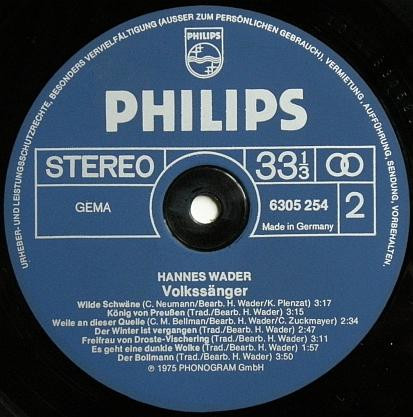 URHEBER- UND LEISTUNGSSCHUTZRECHTE, BESONDERS VERVIELFÄLTIGUNG (AUSSER ZUM PERSÖNLICHEN GEBRAUCH), VERMIETUNG, AUFFÜHRUNG, SENDUNG, VORBEHALTEN.
PHILIPS
PHILIPS
STEREO 33 1/3
GEMA 6305 254 2
Made in Germany
HANNES WADER
Volkssänger
Wilde Schwäne (C. Neumann/Bearb. H. Wader/K. Plenzat) 3:17
König von Preußen (Trad./Bearb. H. Wader) 3:15
Weile an dieser Quelle (C. M. Bellman/Bearb. H. Wader/C. Zuckmayer) 2:34
Der Winter ist vergangen (Trad./Bearb. H. Wader) 2:47
Freifrau von Droste-Vischering (Trad./Bearb. H. Wader)
Es geht eine dunkle Wolke (Trad./Bearb. H. Wader) 1:57
Der Bollmann (Trad./Bearb. H. Wader) 3:50
℗ 1975 PHONOGRAM GmbH